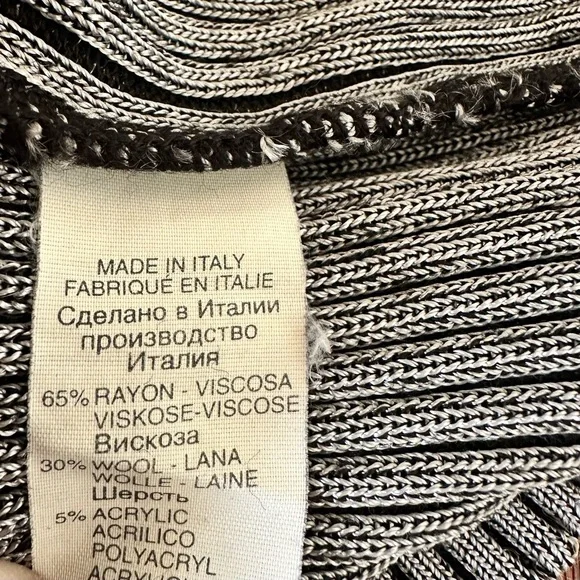 MADE IN ITALY
FABRIQUÉ EN ITALIE
Сделано в Италии
производство
Италия
65% RAYON - VISCOSA
VISKOSE-VISCOSE
Вискоза
30% WOOL - LANA
WOLLE - LAINE
Шерсть
5% ACRYLIC
ACRILICO
POLYACRYL